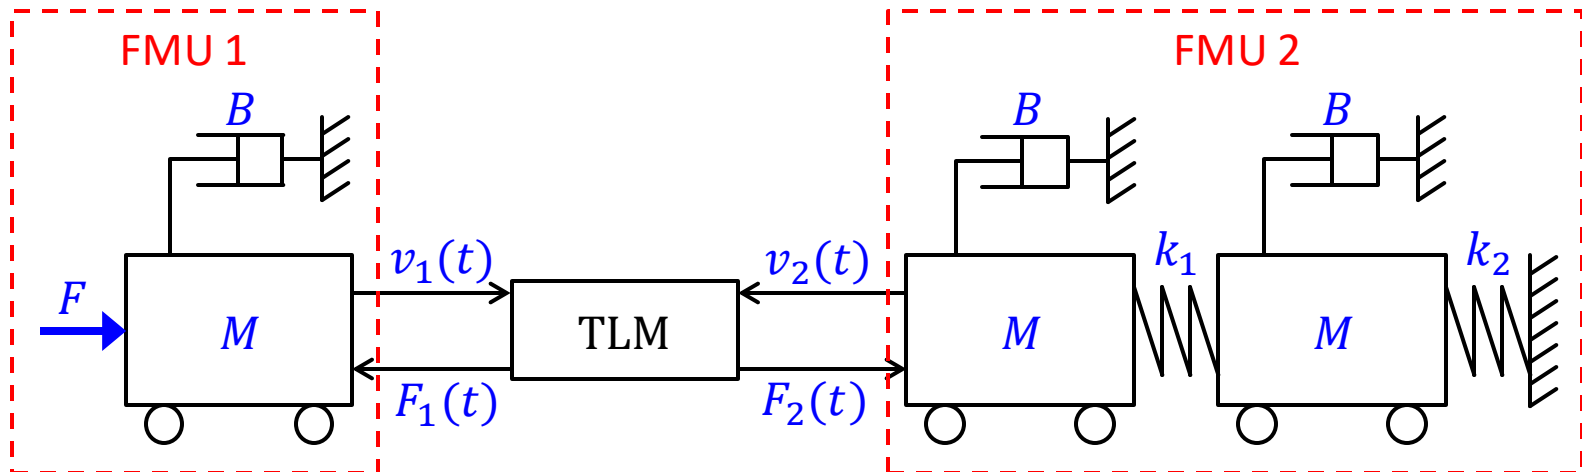 FMU 1
FMU 2
B
B
B
v₁(t)
v₂(t)
k₁
k₂
F
M
TLM
M
M
F₁(t)
F₂(t)